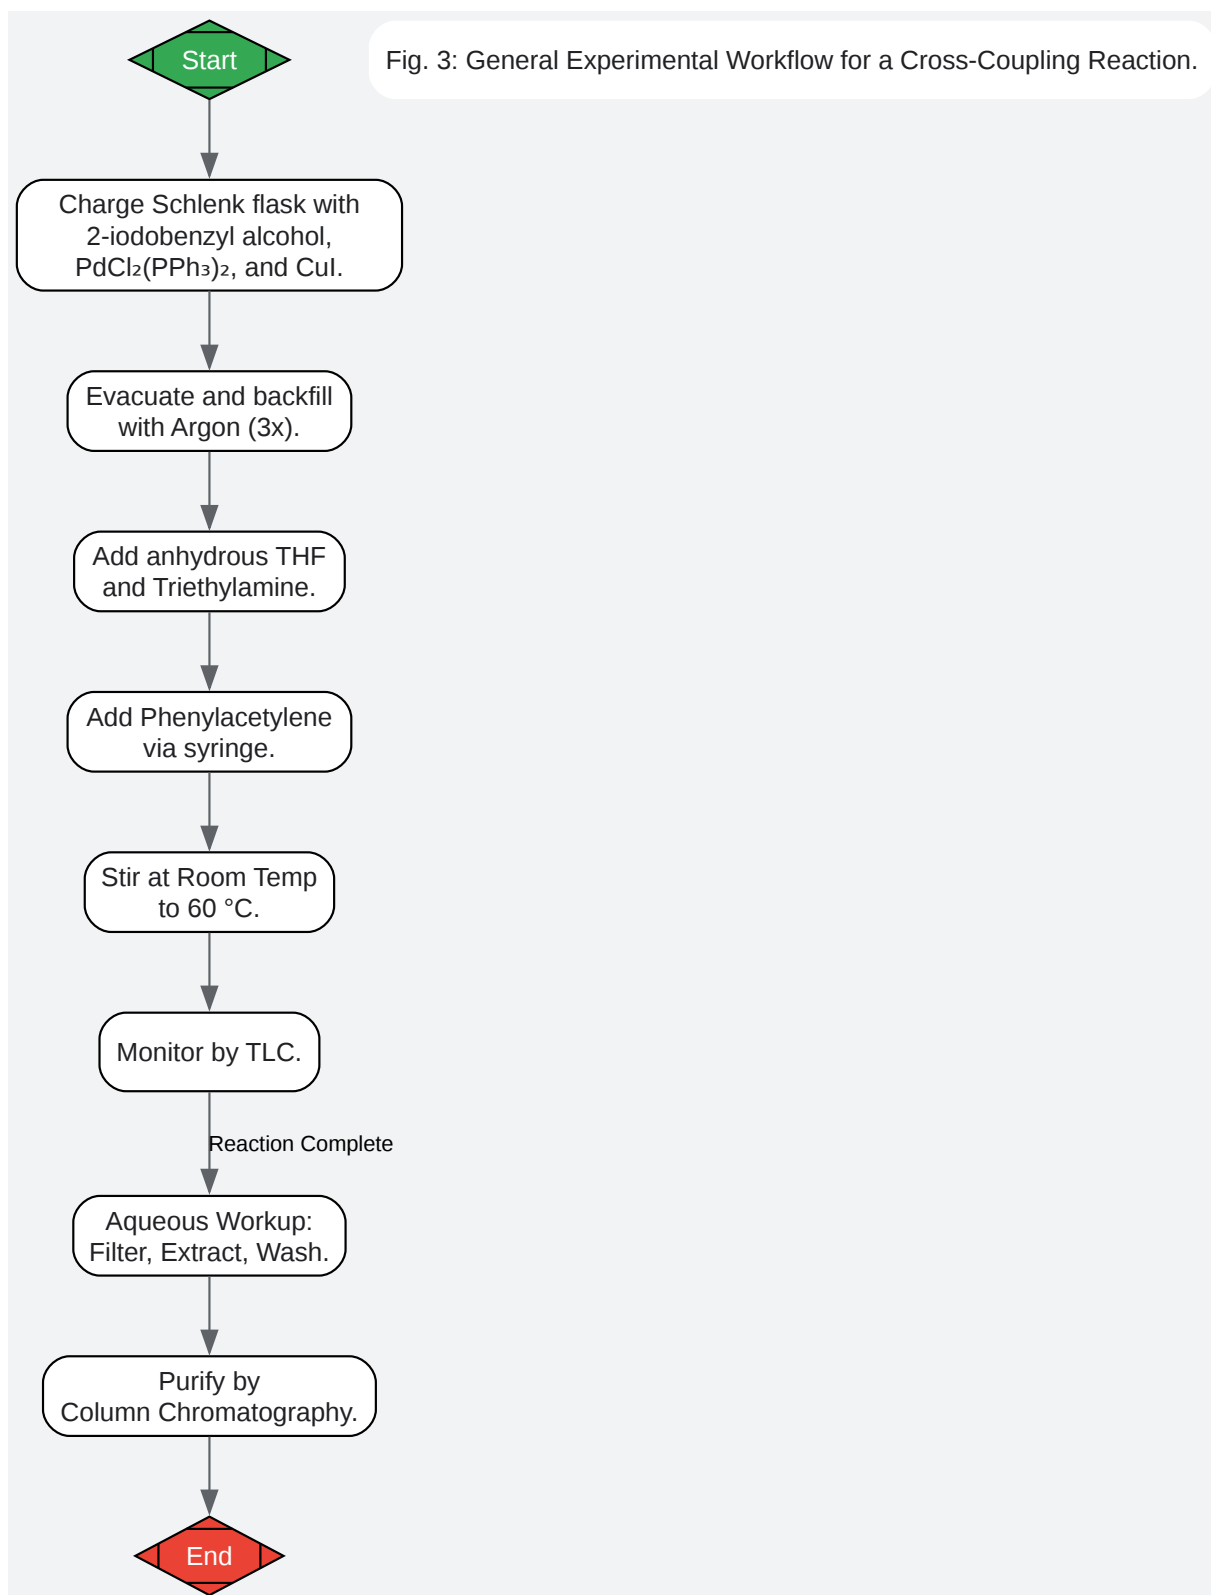 Start
Fig. 3: General Experimental Workflow for a Cross-Coupling Reaction.
Charge Schlenk flask with
2-iodobenzyl alcohol,
PdCl₂(PPh₃)₂, and CuI.
Evacuate and backfill
with Argon (3x).
Add anhydrous THF
and Triethylamine.
Add Phenylacetylene
via syringe.
Stir at Room Temp
to 60 °C.
Monitor by TLC.
Reaction Complete
Aqueous Workup:
Filter, Extract, Wash.
Purify by
Column Chromatography.
End